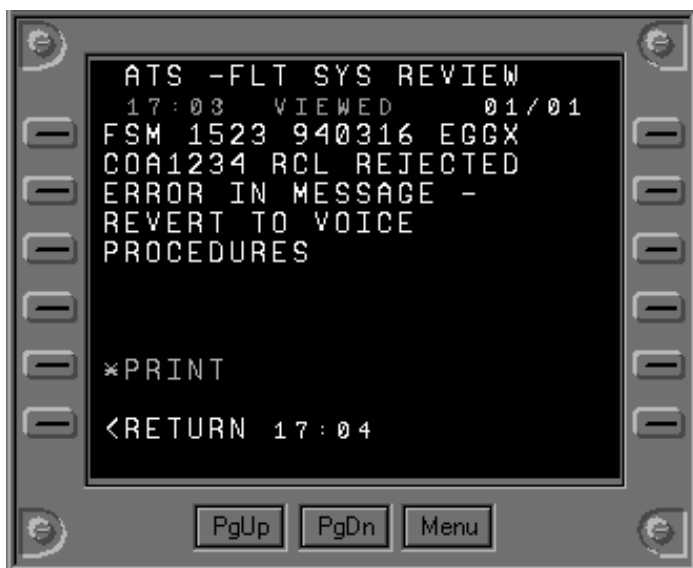 ATS -FLT SYS REVIEW
17:03 VIEWED 01/01
FSM 1523 940316 EGGX
COA1234 RCL REJECTED
ERROR IN MESSAGE -
REVERT TO VOICE
PROCEDURES
*PRINT
<RETURN 17:04
PgUp PgDn Menu